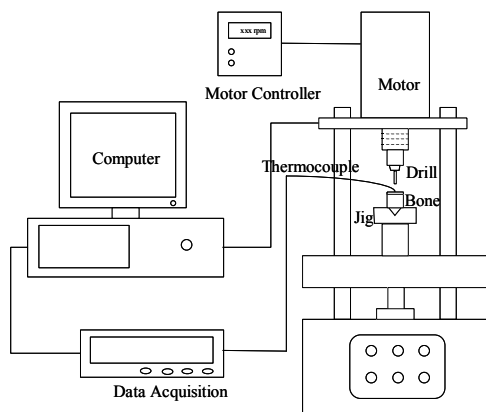 xxx rpm
Motor Controller
Motor
Computer
Thermocouple
Drill
Bone
Jig
Data Acquisition